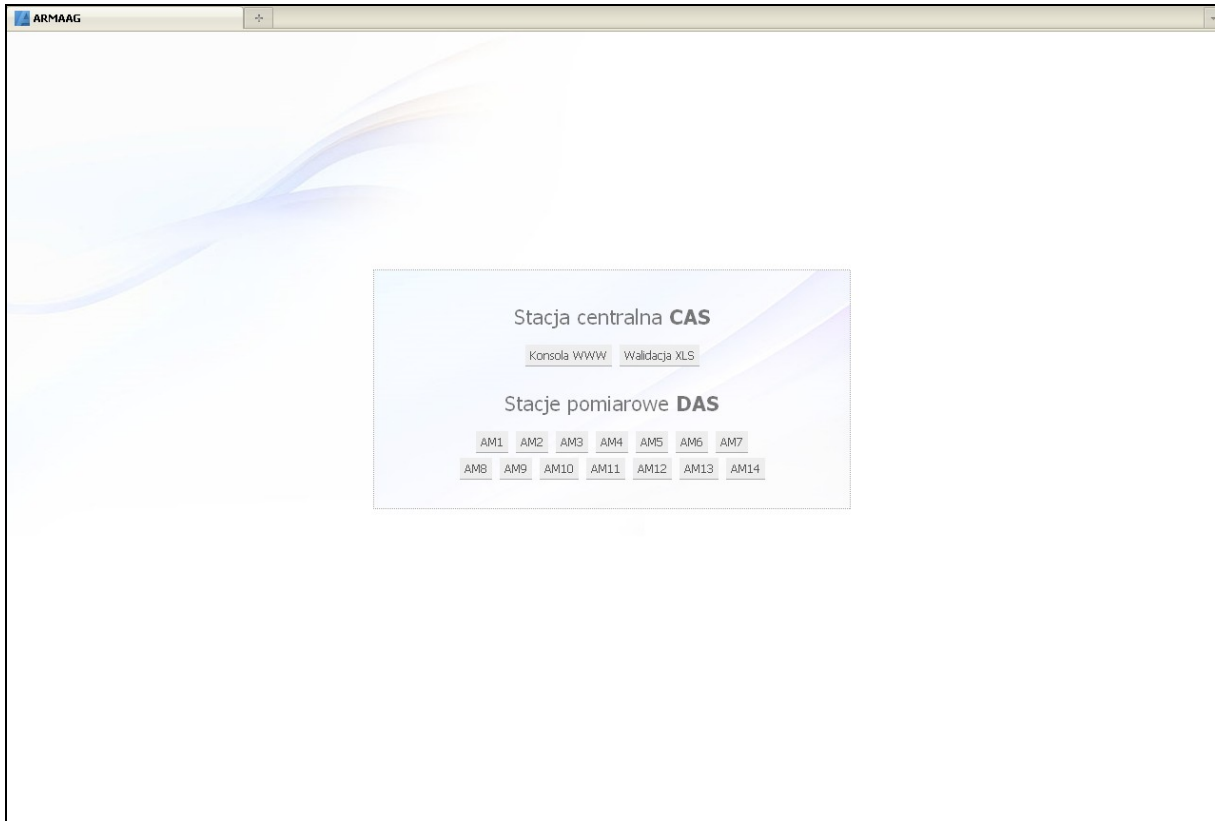 ARMAAG
Stacja centralna CAS
Konsola WWW Walidacja XLS
Stacje pomiarowe DAS
AM1 AM2 AM3 AM4 AM5 AM6 AM7
AM8 AM9 AM10 AM11 AM12 AM13 AM14